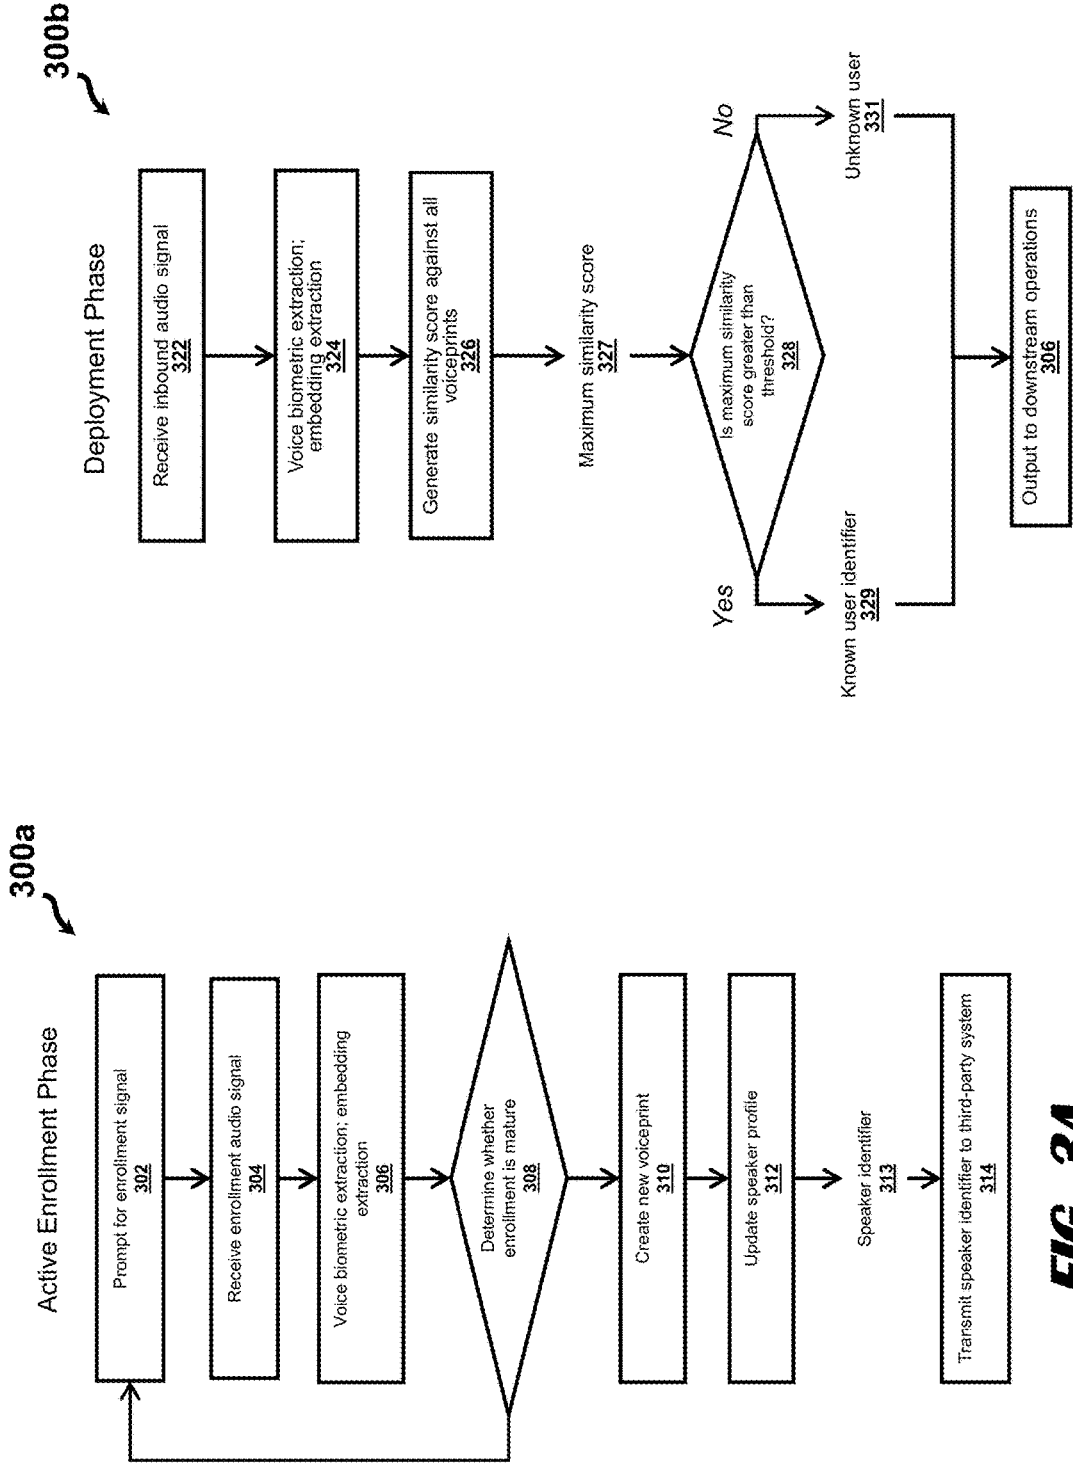 300a
Active Enrollment Phase
Prompt for enrollment signal
302
Receive enrollment audio signal
304
Voice biometric extraction; embedding
extraction
306
Determine whether
enrollment is mature
308
Create new voiceprint
310
Update speaker profile
312
Speaker identifier
313
Transmit speaker identifier to third-party system
314
300b
Deployment Phase
Receive inbound audio signal
322
Voice biometric extraction;
embedding extraction
324
Generate similarity score against all
voiceprints
326
Maximum similarity score
327
Is maximum similarity
score greater than
threshold?
328
Yes
No
Known user identifier
329
Unknown user
331
Output to downstream operations
306
FIG. 3A